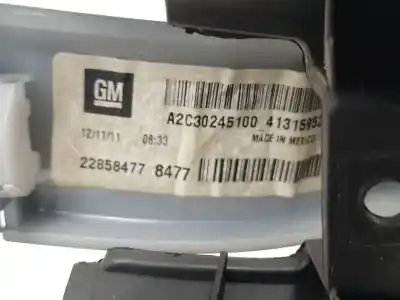 GM
A2C30245100 4131595
12/11/11 08:33
MADE IN MEXICO
22858477 8477